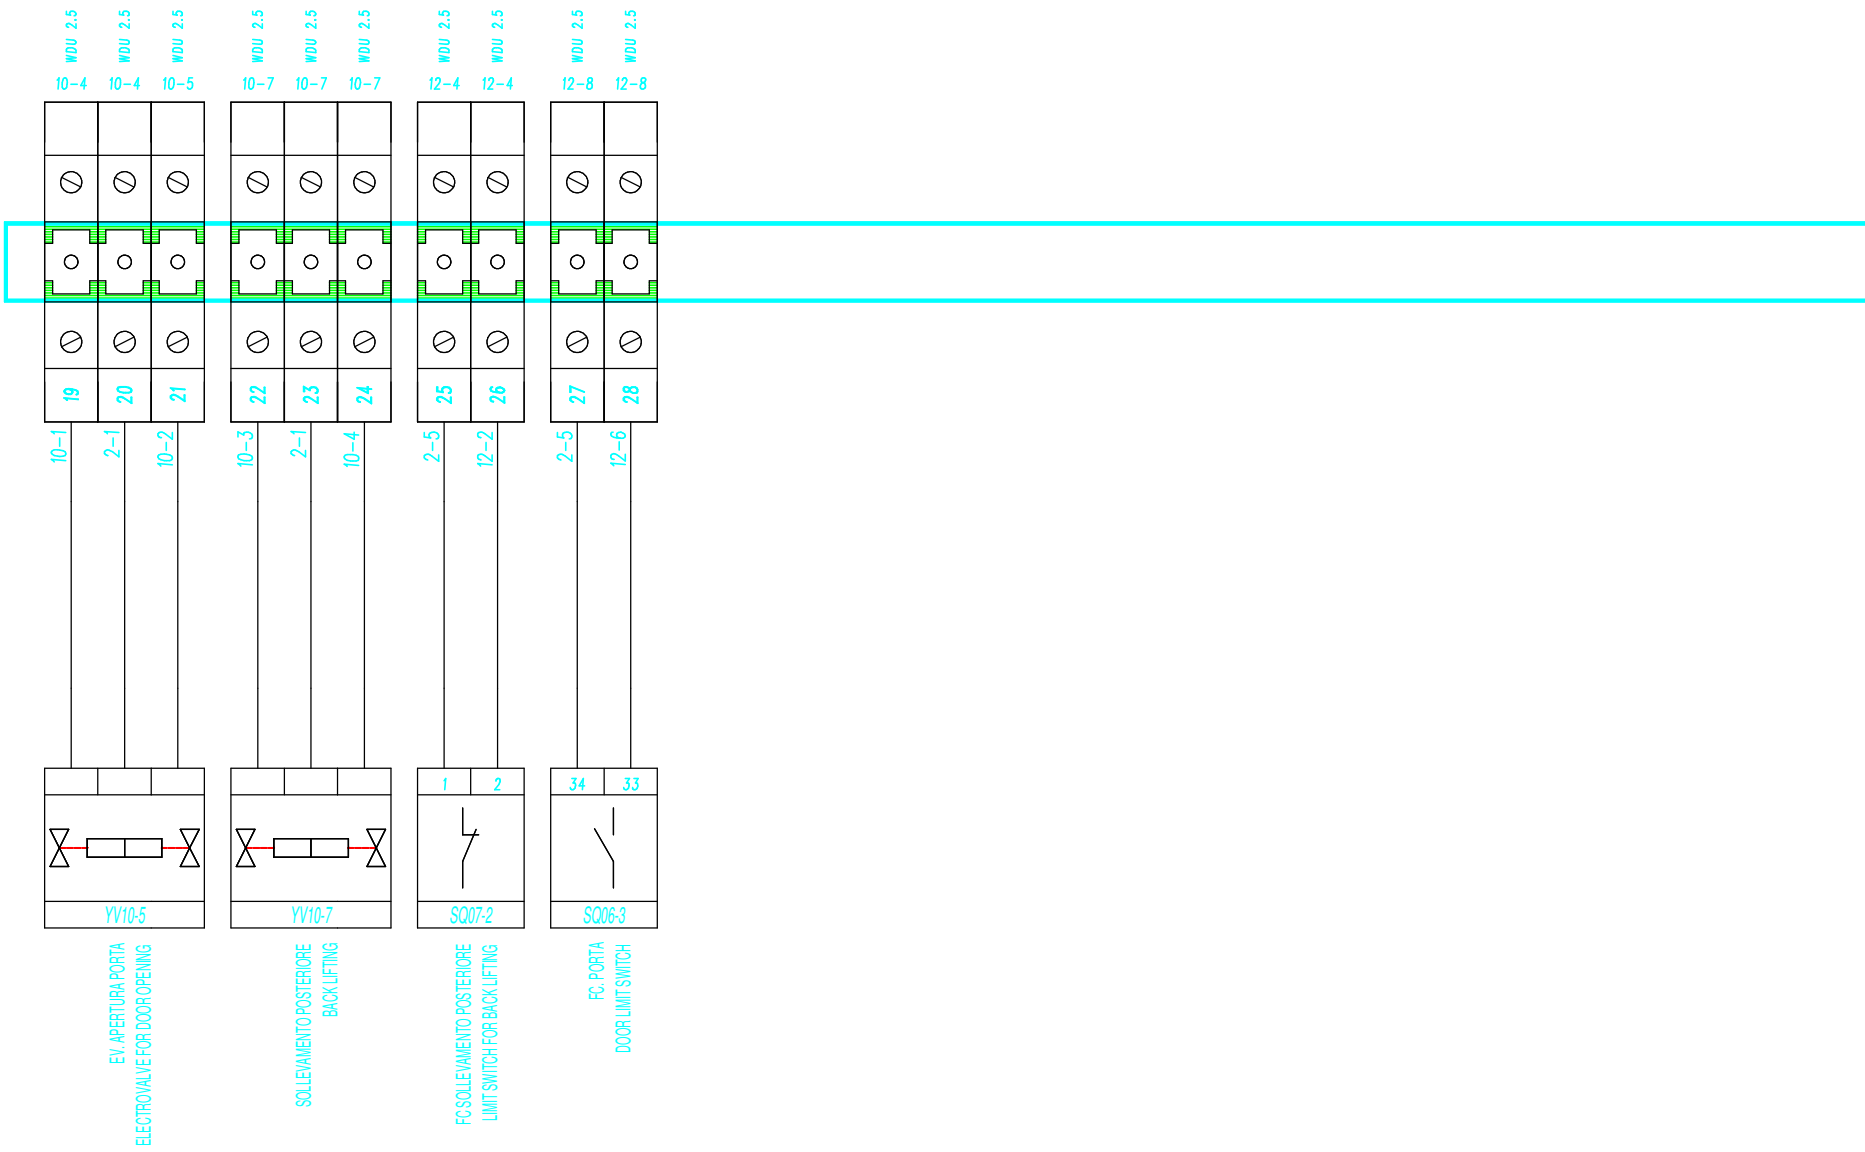 WDU 2.5 WDU 2.5 WDU 2.5 WDU 2.5 WDU 2.5 WDU 2.5 WDU 2.5 WDU 2.5 WDU 2.5 WDU 2.5
10-4 10-4 10-5 10-7 10-7 10-7 12-4 12-4 12-8 12-8
19 20 21 22 23 24 25 26 27 28
10-1 2-1 10-2 10-3 2-1 10-4 2-5 12-2 2-5 12-6
1 2 34 33
YV10-5 YV10-7 SQ07-2 SQ06-3
EV. APERTURA PORTA
ELECTROVALVE FOR DOOR OPENING
SOLLEVAMENTO POSTERIORE
BACK LIFTING
FC SOLLEVAMENTO POSTERIORE
LIMIT SWITCH FOR BACK LIFTING
FC. PORTA
DOOR LIMIT SWITCH